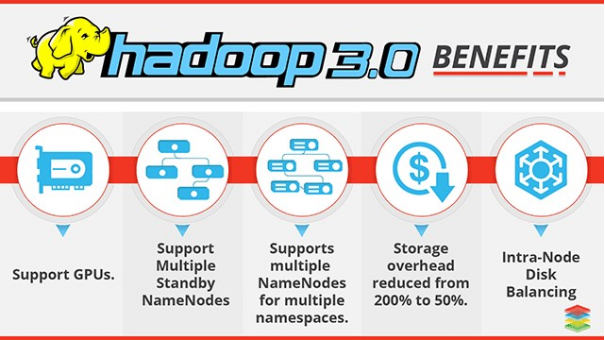 hadoop 3.0 BENEFITS
Support GPUs.
Support
Multiple
Standby
NameNodes
Supports
multiple
NameNodes
for multiple
namespaces.
$
Storage
overhead
reduced from
200% to 50%.
Intra-Node
Disk
Balancing